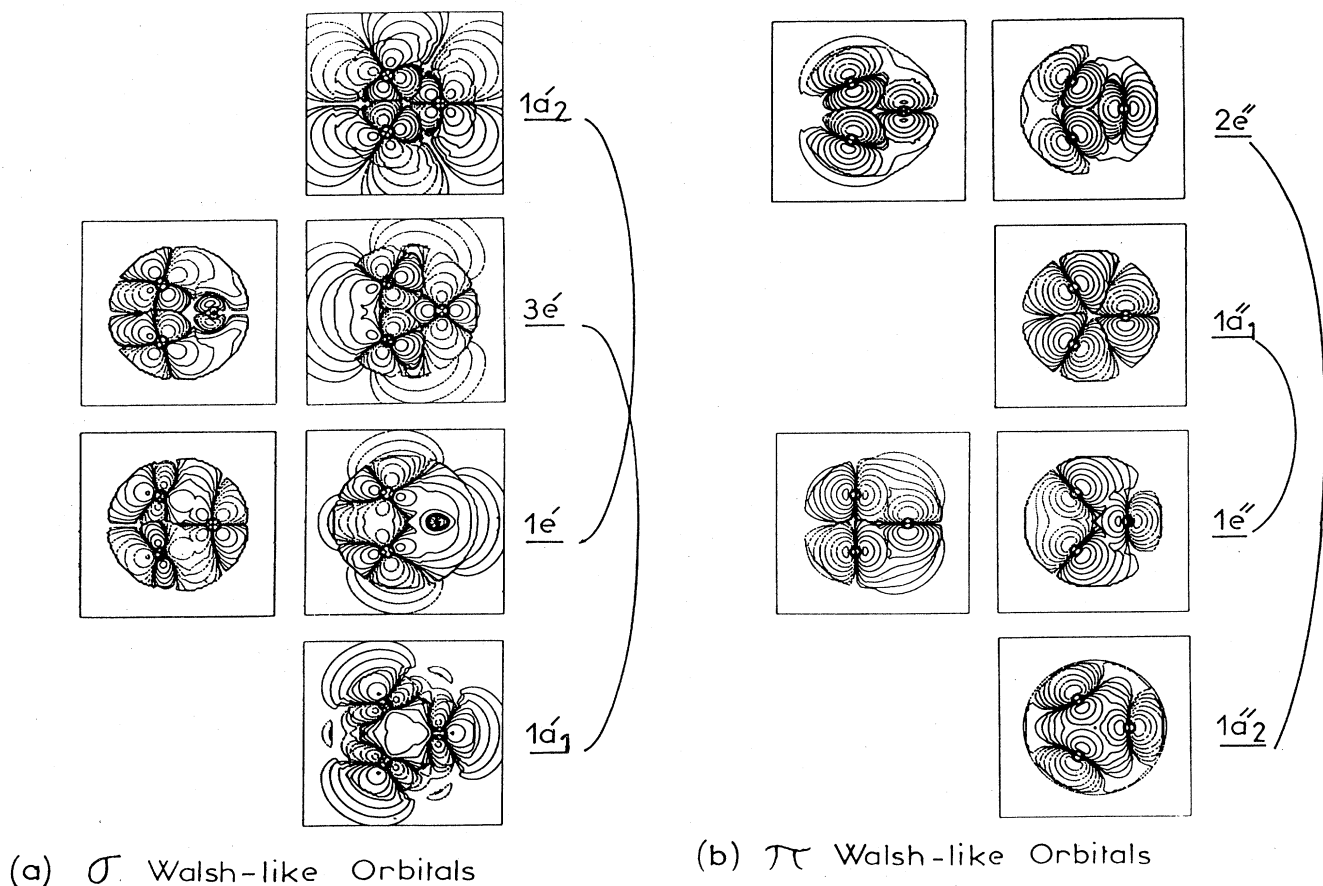 1a′₂
3e′
1e′
1a′₁
(a) σ Walsh-like Orbitals
2e″
1a″₁
1e″
1a″₂
(b) π Walsh-like Orbitals